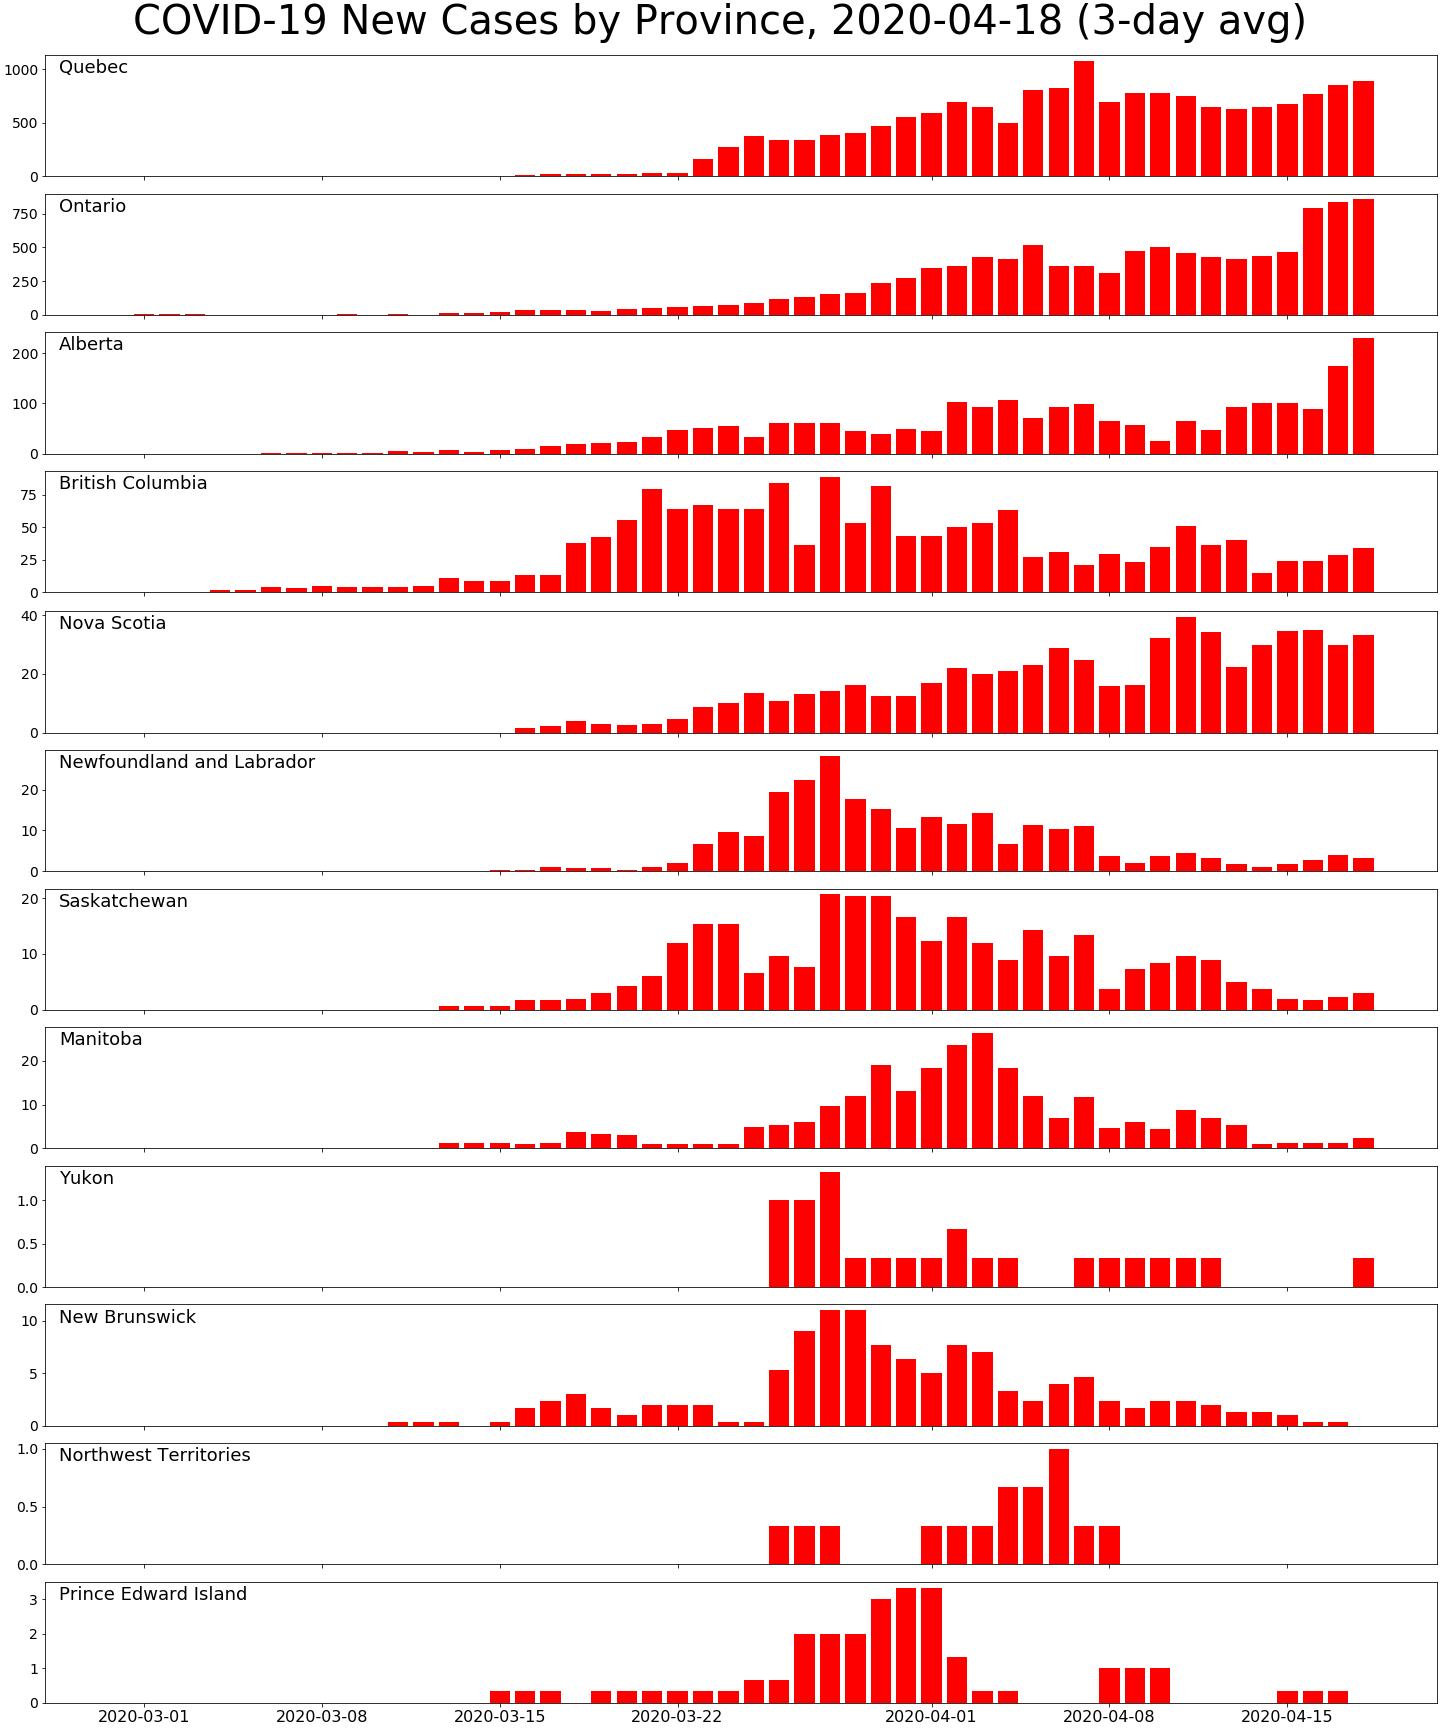 COVID-19 New Cases by Province, 2020-04-18 (3-day avg)
Quebec
1000
500
0
Ontario
750
500
250
0
Alberta
200
100
0
British Columbia
75
50
25
0
Nova Scotia
40
20
0
Newfoundland and Labrador
20
10
0
Saskatchewan
20
10
0
Manitoba
20
10
0
Yukon
1.0
0.5
0.0
New Brunswick
10
5
0
Northwest Territories
1.0
0.5
0.0
Prince Edward Island
3
2
1
0
2020-03-01 2020-03-08 2020-03-15 2020-03-22 2020-04-01 2020-04-08 2020-04-15